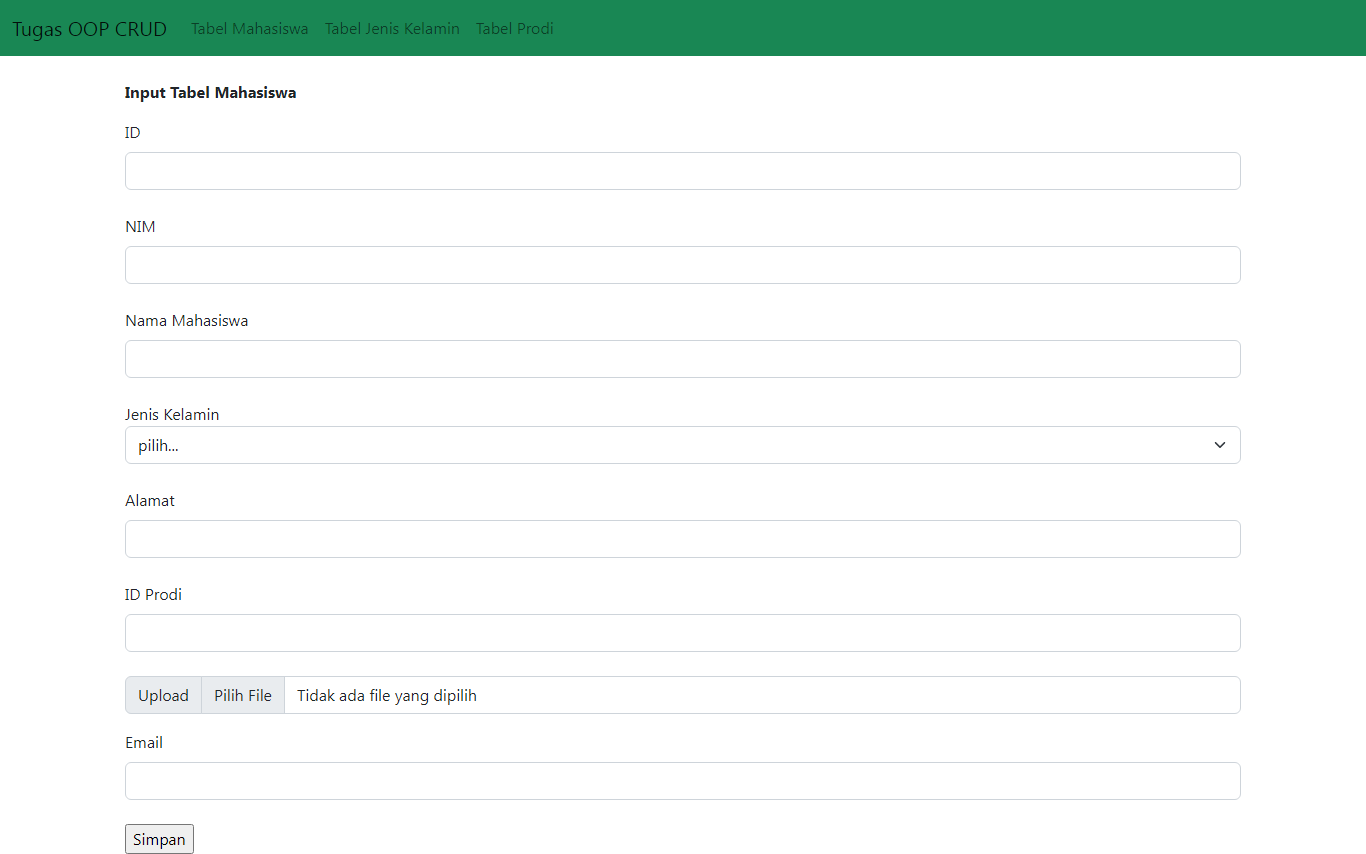 Tugas OOP CRUD Tabel Mahasiswa Tabel Jenis Kelamin Tabel Prodi
Input Tabel Mahasiswa
ID
NIM
Nama Mahasiswa
Jenis Kelamin
pilih...
Alamat
ID Prodi
Upload Pilih File Tidak ada file yang dipilih
Email
Simpan